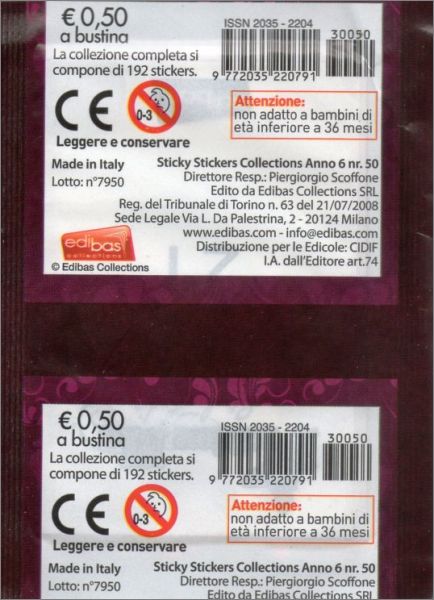 € 0,50
a bustina
La collezione completa si
compone di 192 stickers.
ISSN 2035 - 2204
30050
9 772035 220791
CE
0-3
Attenzione:
non adatto a bambini di
età inferiore a 36 mesi
Leggere e conservare
Made in Italy
Lotto: n°7950
Sticky Stickers Collections Anno 6 nr. 50
Direttore Resp.: Piergiorgio Scoffone
Edito da Edibas Collections SRL
Reg. del Tribunale di Torino n. 63 del 21/07/2008
Sede Legale Via L. Da Palestrina, 2 - 20124 Milano
www.edibas.com - info@edibas.com
Distribuzione per le Edicole: CIDIF
I.A. dall'Editore art.74
edibas
collections
© Edibas Collections
€ 0,50
a bustina
La collezione completa si
compone di 192 stickers.
ISSN 2035 - 2204
30050
9 772035 220791
CE
0-3
Attenzione:
non adatto a bambini di
età inferiore a 36 mesi
Leggere e conservare
Made in Italy
Lotto: n°7950
Sticky Stickers Collections Anno 6 nr. 50
Direttore Resp.: Piergiorgio Scoffone
Edito da Edibas Collections SRL